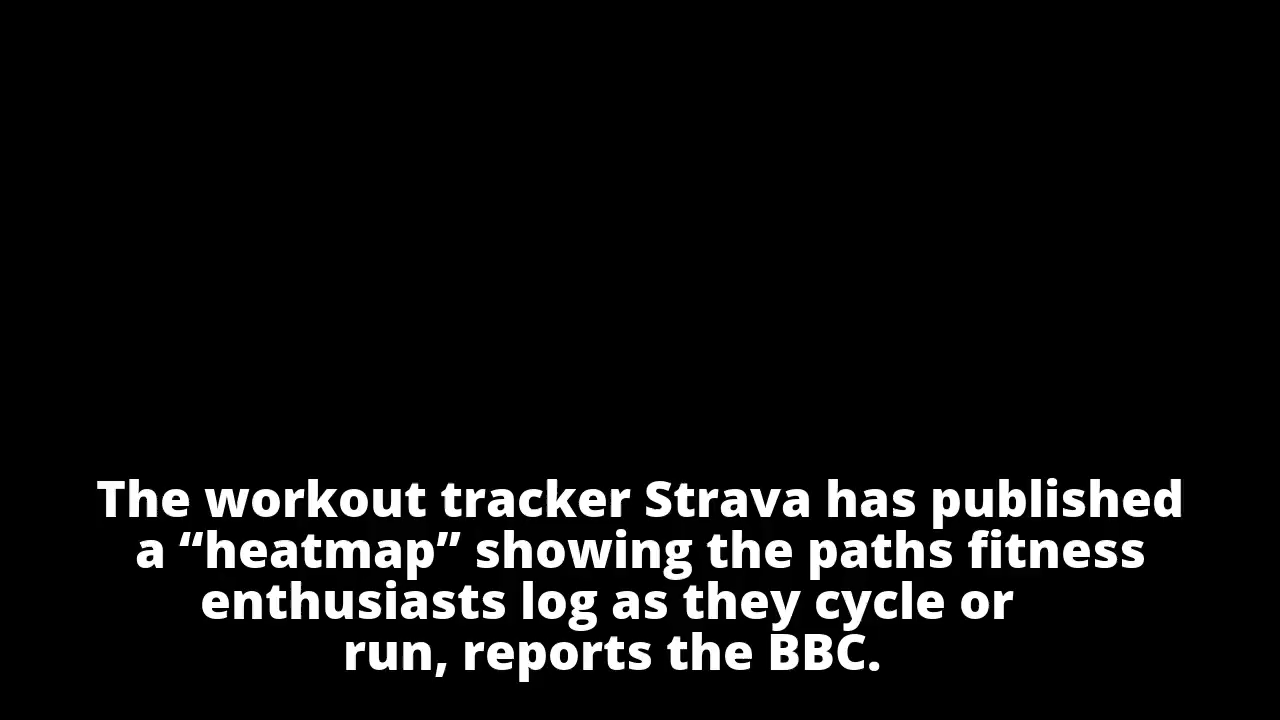 The workout tracker Strava has published
a “heatmap” showing the paths fitness
enthusiasts log as they cycle or
run, reports the BBC.